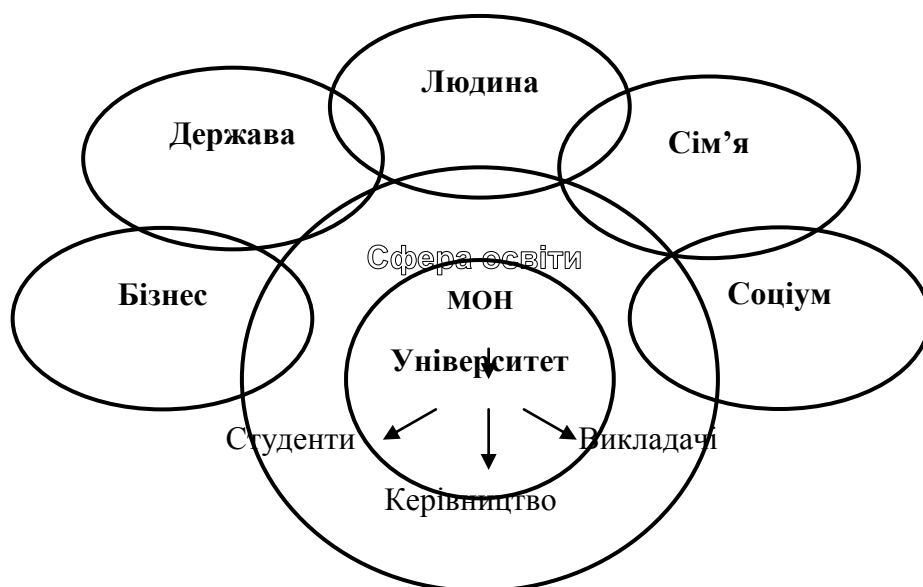 Людина
Держава
Сім’я
Сфера освіти
Бізнес
МОН
Соціум
Університет
Студенти
Викладачі
Керівництво